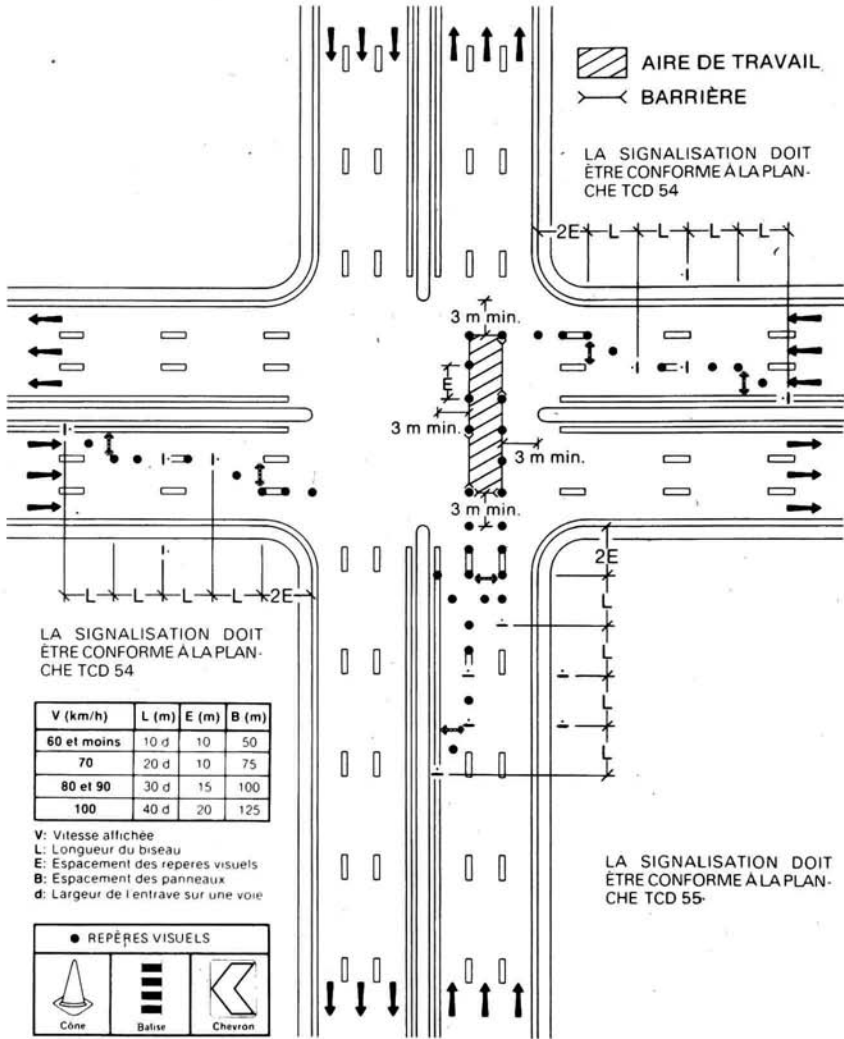 AIRE DE TRAVAIL
BARRIÈRE
LA SIGNALISATION DOIT
ÊTRE CONFORME À LA PLAN-
CHE TCD 54
2E L L L L
3 m min.
E
3 m min.
3 m min.
3 m min.
2E
L
L
L
L
L L L L 2E
LA SIGNALISATION DOIT
ÊTRE CONFORME À LA PLAN-
CHE TCD 54
V (km/h) L (m) E (m) B (m)
60 et moins 10 d 10 50
70 20 d 10 75
80 et 90 30 d 15 100
100 40 d 20 125
V: Vitesse affichée
L: Longueur du biseau
E: Espacement des reperes visuels
B: Espacement des panneaux
d: Largeur de l'entrave sur une voie
LA SIGNALISATION DOIT
ÊTRE CONFORME À LA PLAN-
CHE TCD 55
REPÈRES VISUELS
Cône Balise Chevron